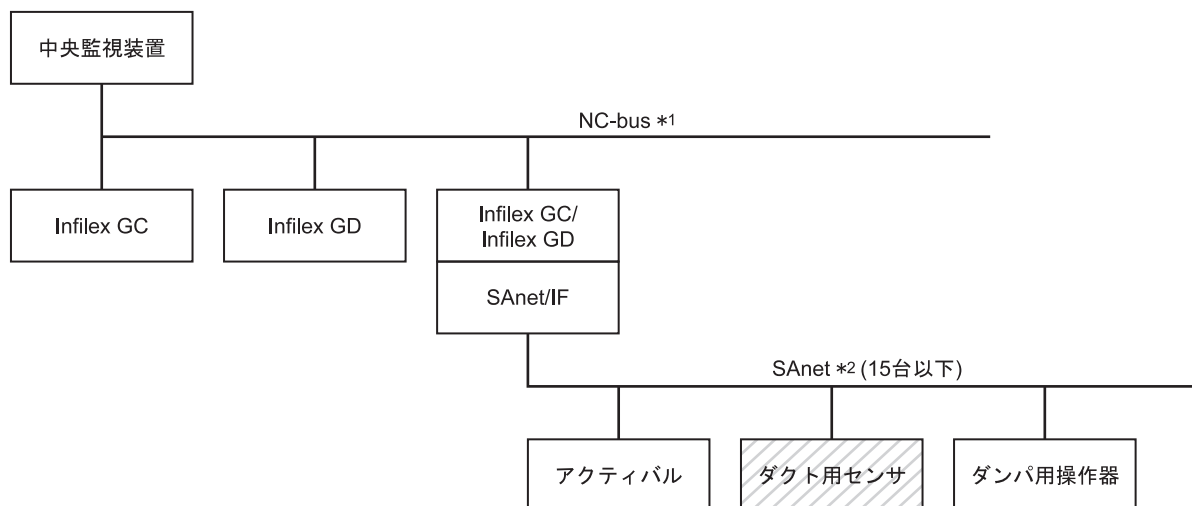 中央監視装置
NC-bus *1
Infilex GC
Infilex GD
Infilex GC/
Infilex GD
SAnet/IF
SAnet *2 (15台以下)
アクティバル
ダクト用センサ
ダンパ用操作器